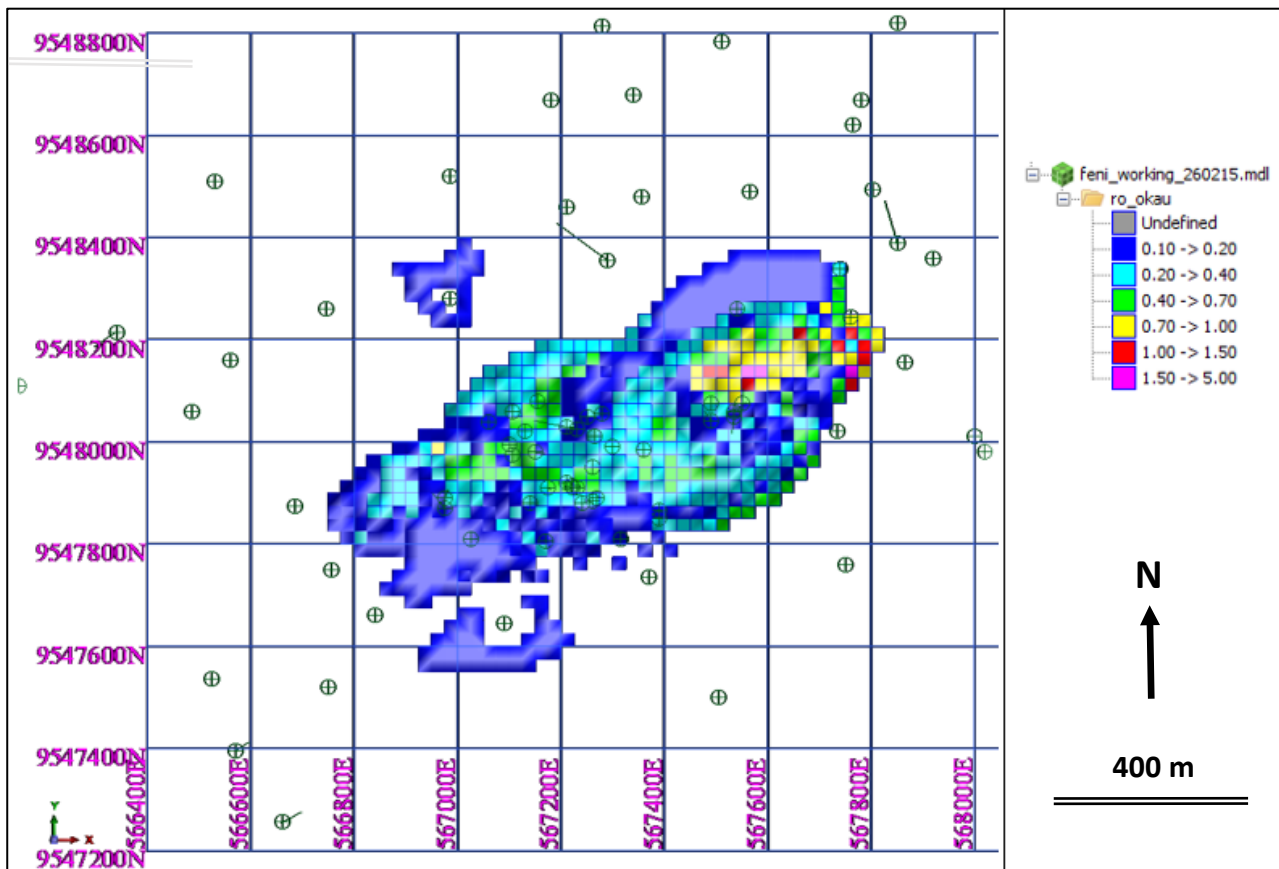 9548800N
9548600N
9548400N
9548200N
9548000N
9547800N
9547600N
9547400N
9547200N
566400E
566600E
566800E
567000E
567200E
567400E
567600E
567800E
568000E
Y
X
feni_working_260215.mdl
ro_okau
Undefined
0.10 -> 0.20
0.20 -> 0.40
0.40 -> 0.70
0.70 -> 1.00
1.00 -> 1.50
1.50 -> 5.00
N
400 m